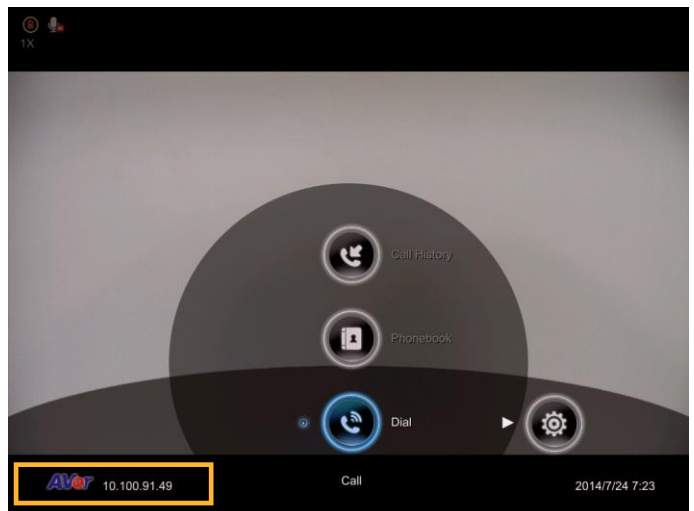 1X
Call History
Phonebook
Dial
AVer 10.100.91.49
Call
2014/7/24 7:23